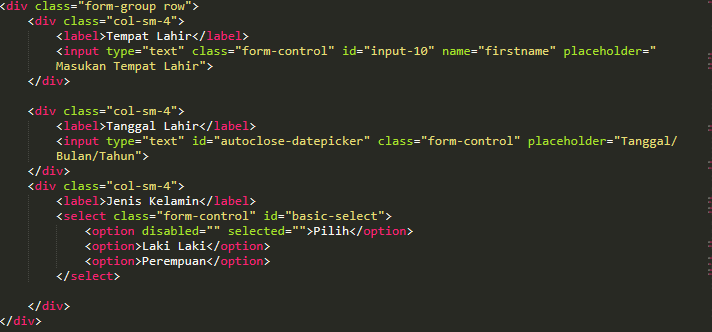 <div class="form-group row">
<div class="col-sm-4">
<label>Tempat Lahir</label>
<input type="text" class="form-control" id="input-10" name="firstname" placeholder="
Masukan Tempat Lahir">
</div>
<div class="col-sm-4">
<label>Tanggal Lahir</label>
<input type="text" id="autoclose-datepicker" class="form-control" placeholder="Tanggal/
Bulan/Tahun">
</div>
<div class="col-sm-4">
<label>Jenis Kelamin</label>
<select class="form-control" id="basic-select">
<option disabled="" selected="">Pilih</option>
<option>Laki Laki</option>
<option>Perempuan</option>
</select>
</div>
</div>